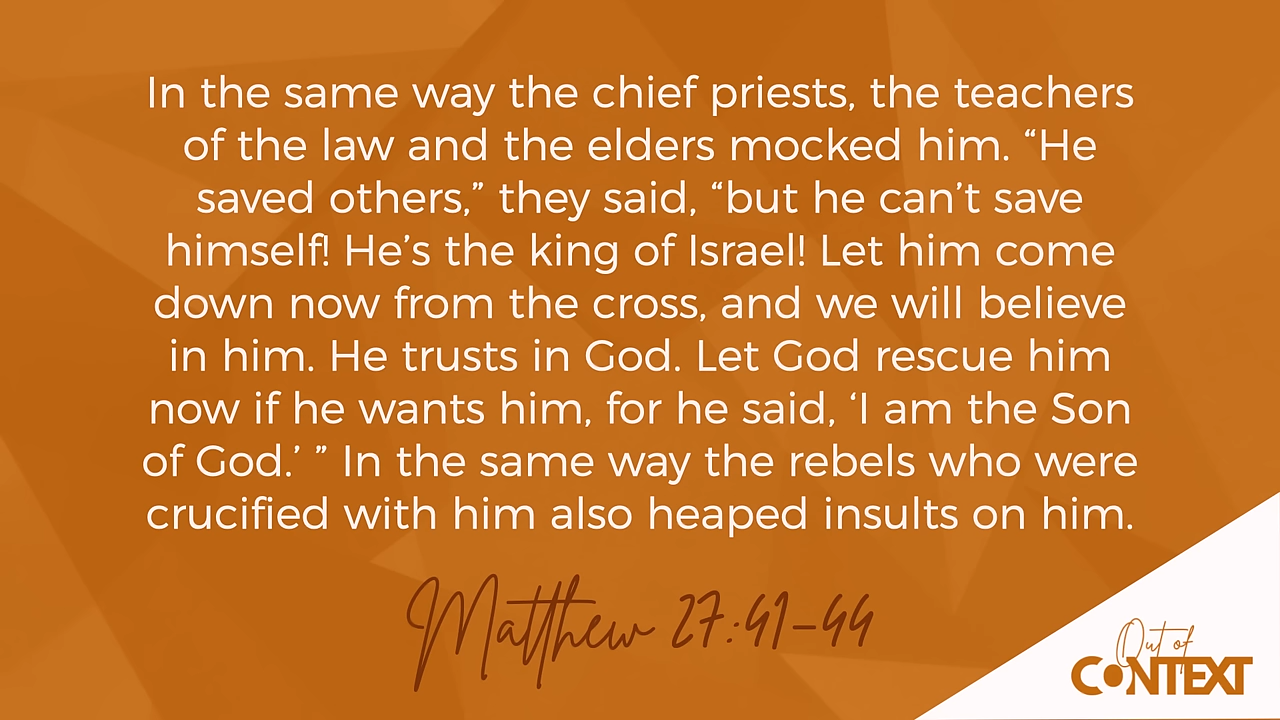 In the same way the chief priests, the teachers
of the law and the elders mocked him. “He
saved others,” they said, “but he can’t save
himself! He’s the king of Israel! Let him come
down now from the cross, and we will believe
in him. He trusts in God. Let God rescue him
now if he wants him, for he said, ‘I am the Son
of God.’ ” In the same way the rebels who were
crucified with him also heaped insults on him.
Matthew 27:41–44
Out of
CONTEXT